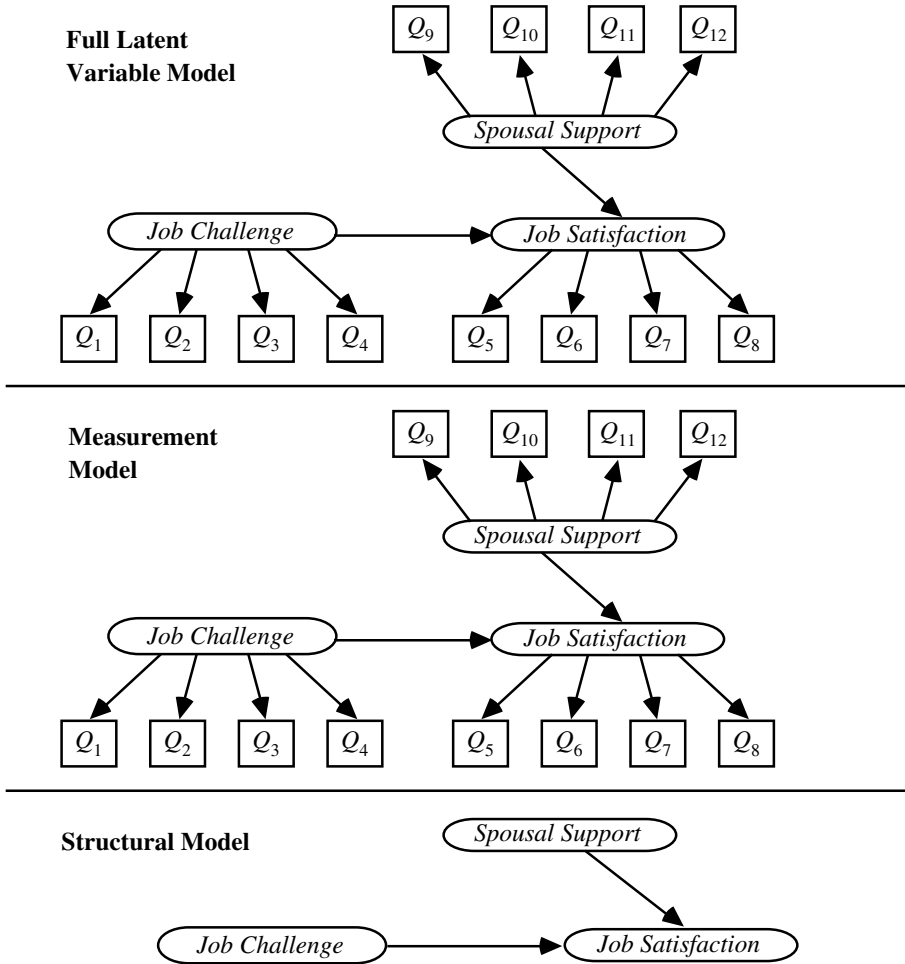 Full Latent
Variable Model
Q9 Q10 Q11 Q12
Spousal Support
Job Challenge Job Satisfaction
Q1 Q2 Q3 Q4 Q5 Q6 Q7 Q8
Measurement
Model
Q9 Q10 Q11 Q12
Spousal Support
Job Challenge Job Satisfaction
Q1 Q2 Q3 Q4 Q5 Q6 Q7 Q8
Structural Model
Spousal Support
Job Challenge Job Satisfaction